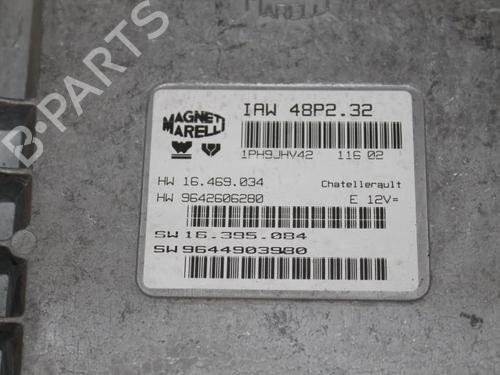 B-PARTS
MAGNETI
MARELLI
IAW 48P2.32
1PH9JHV42 116 02
HW 16.469.034 Chatellerault
HW 9642606280 E 12V=
SW 16.395.084
SW 9644903980